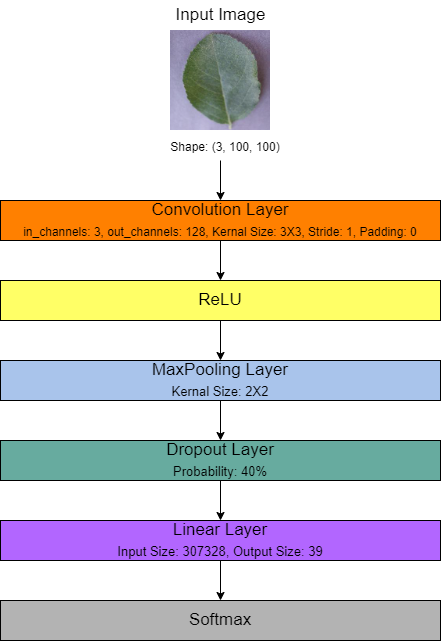 Input Image
Shape: (3, 100, 100)
Convolution Layer
in_channels: 3, out_channels: 128, Kernal Size: 3X3, Stride: 1, Padding: 0
ReLU
MaxPooling Layer
Kernal Size: 2X2
Dropout Layer
Probability: 40%
Linear Layer
Input Size: 307328, Output Size: 39
Softmax